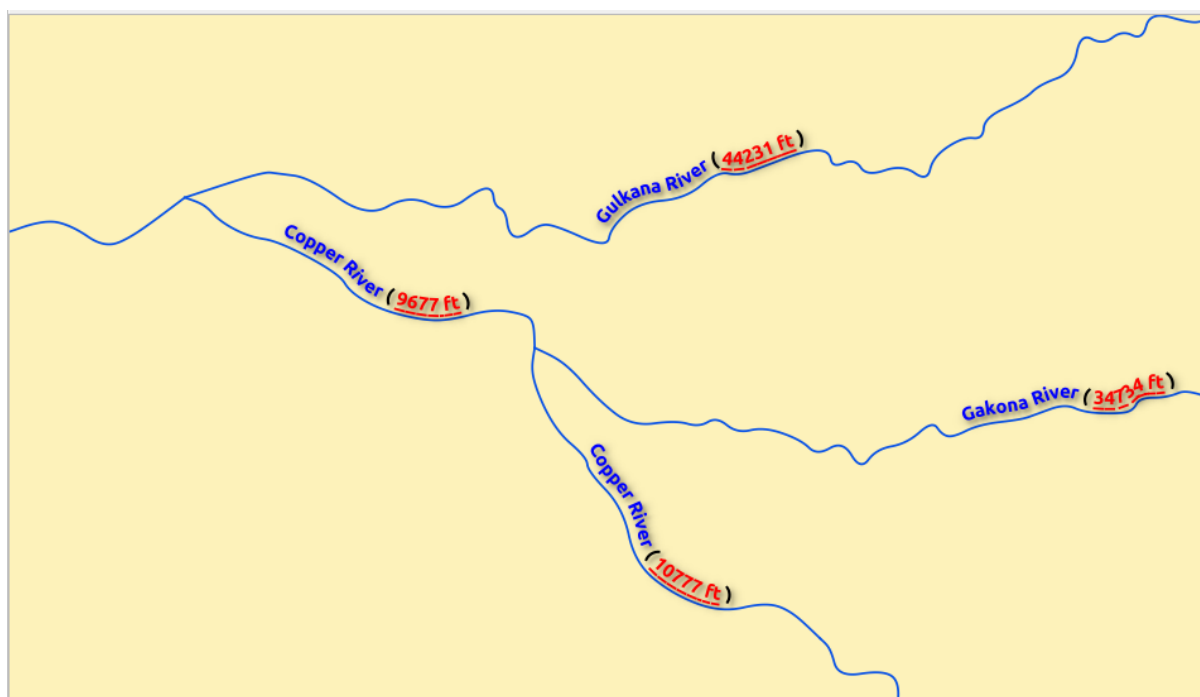 Gulkana River (44231 ft)
Copper River (9677 ft)
Gakona River (34734 ft)
Copper River (10777 ft)